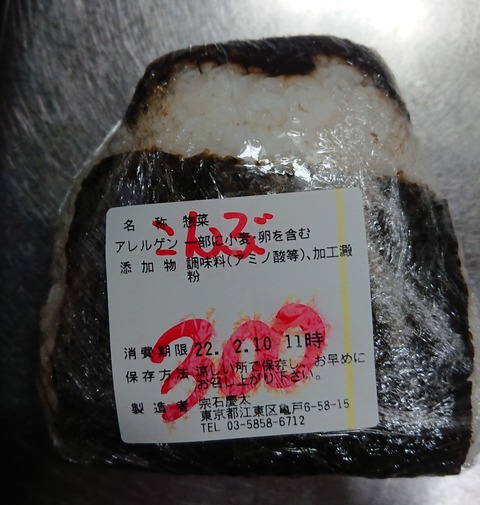 名称 惣菜
こんぶ
アレルゲン 一部に小麦・卵を含む
添加物 調味料(アミノ酸等)、加工澱
粉
300
消費期限 22. 2.10 11時
保存方法 涼しい所で保存し、お早めに
お召し上がり下さい。
製造者 宗石慶太
東京都江東区亀戸6-58-15
TEL 03-5858-6712